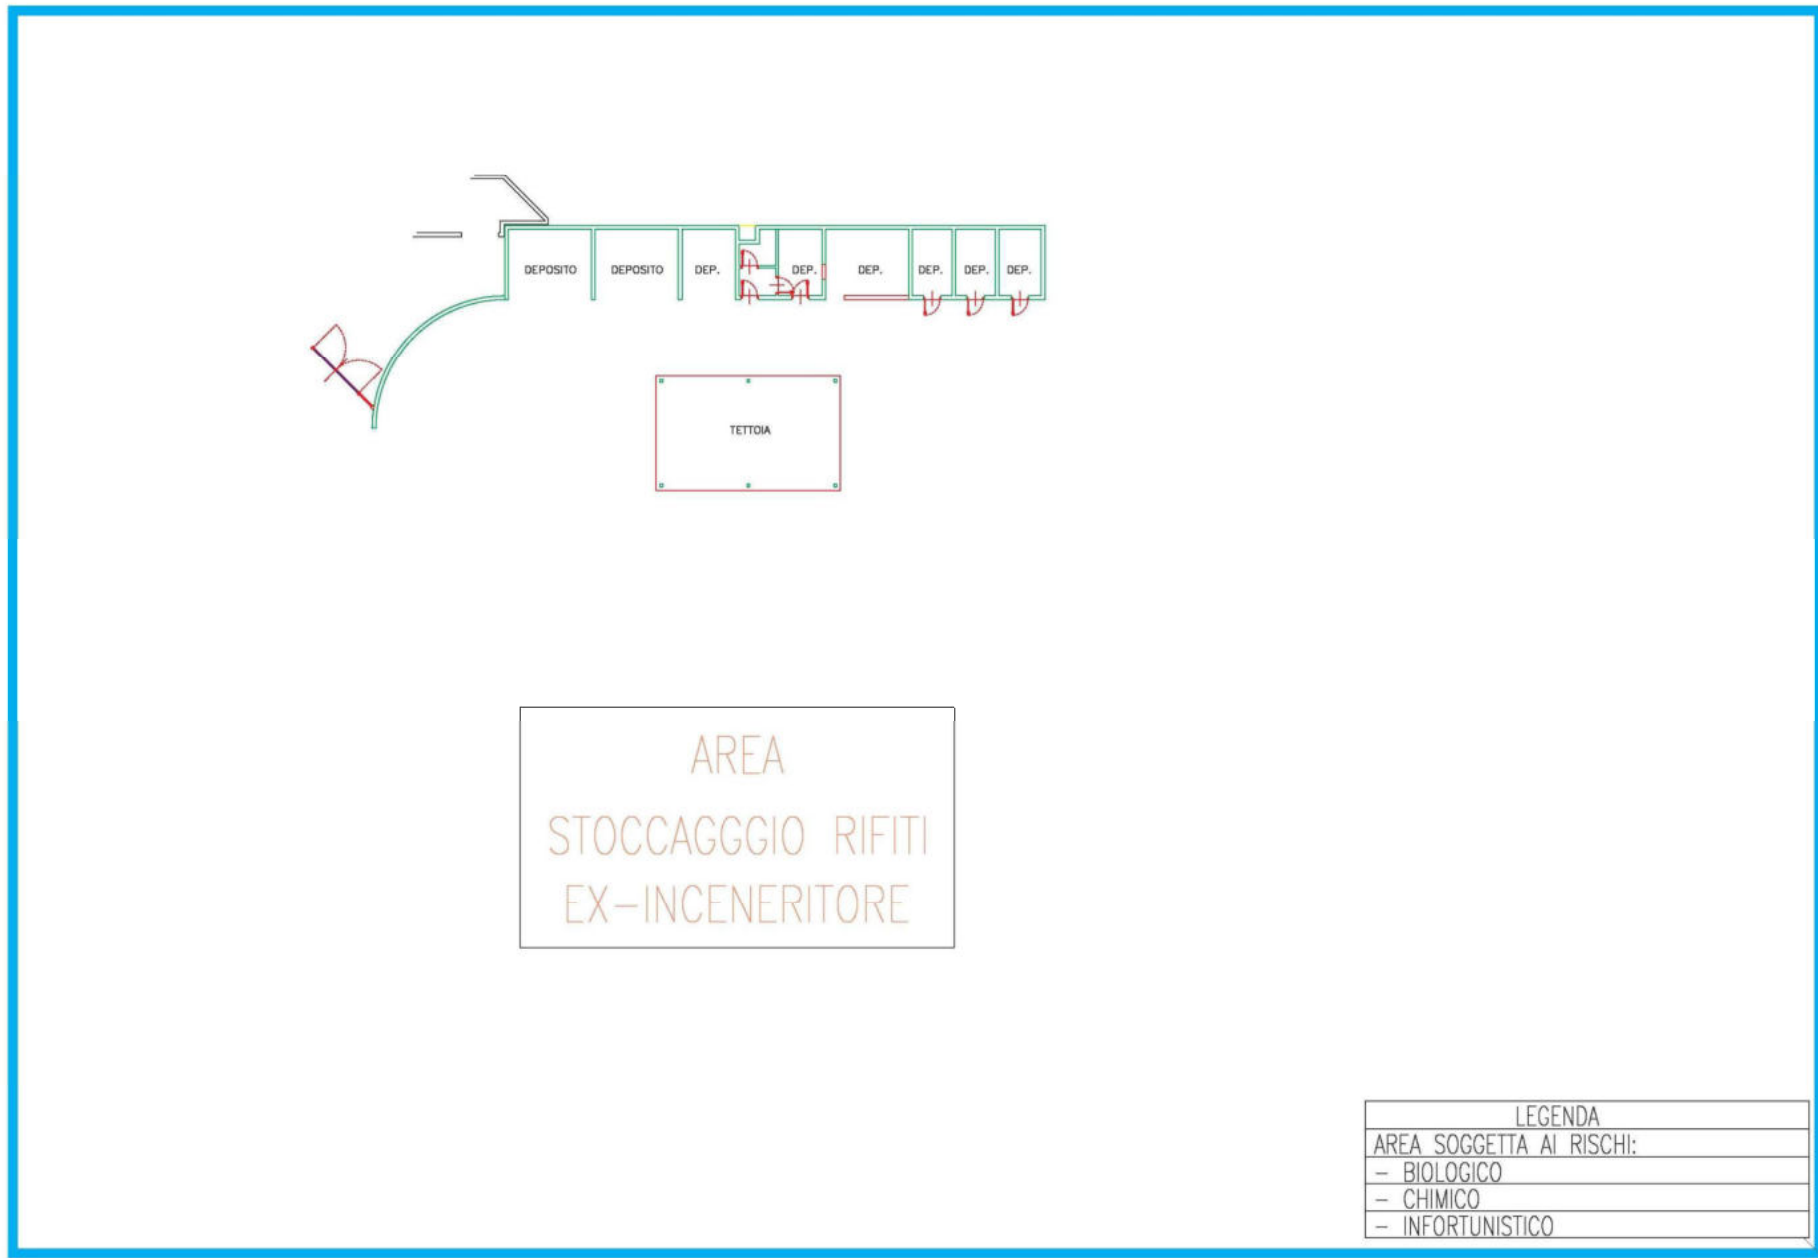 DEPOSITO DEPOSITO DEP. DEP. DEP. DEP. DEP. DEP.
TETTOIA
AREA
STOCCAGGGIO RIFITI
EX-INCENERITORE
LEGENDA
AREA SOGGETTA AI RISCHI:
- BIOLOGICO
- CHIMICO
- INFORTUNISTICO